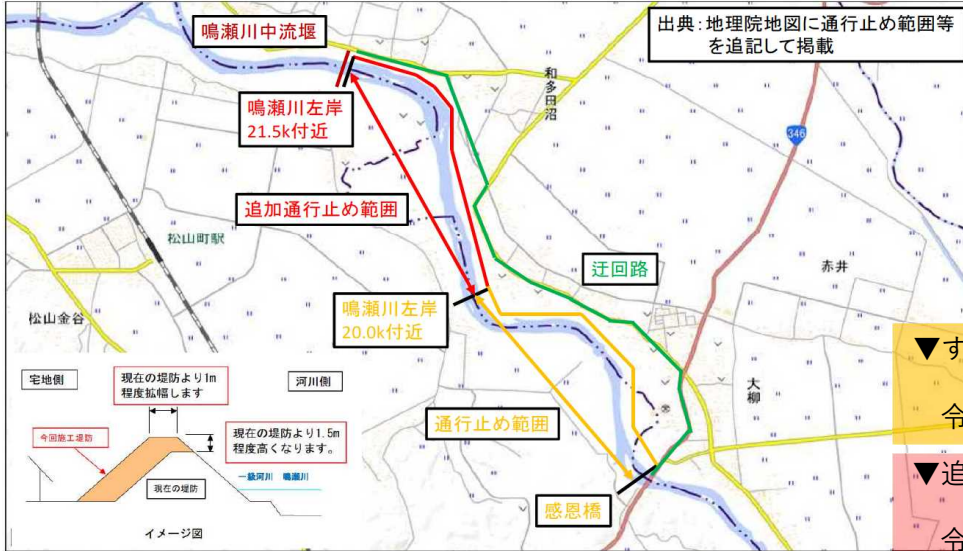 鳴瀬川中流堰
出典：地理院地図に通行止め範囲等
を追記して掲載
和多田沼
鳴瀬川左岸
21.5k付近
346
追加通行止め範囲
松山町駅
迂回路
赤井
鳴瀬川左岸
20.0k付近
松山金谷
▼す
令
大柳
宅地側
現在の堤防より1m
程度拡幅します
河川側
通行止め範囲
今回施工堤防
現在の堤防より1.5m
程度高くなります。
▼追
令
一級河川 鳴瀬川
現在の堤防
感恩橋
イメージ図